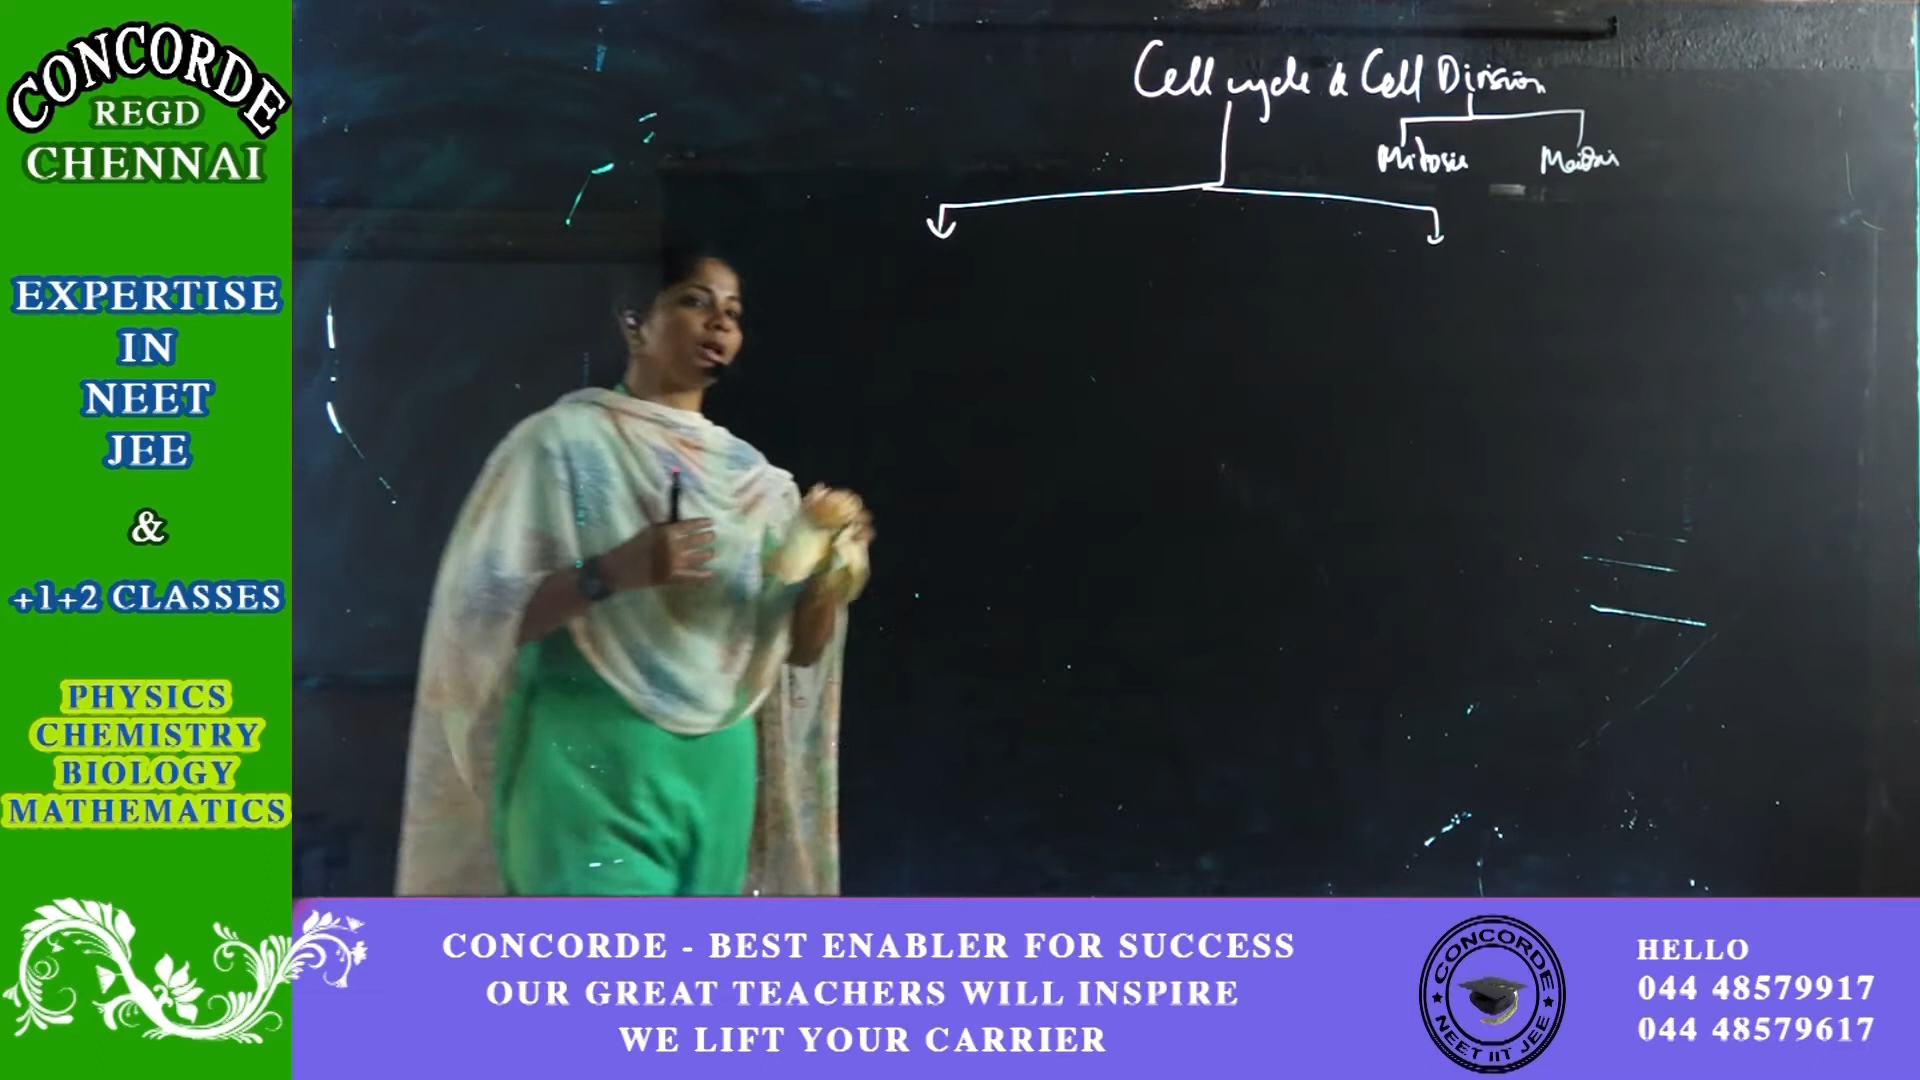 CONCORDE
REGD
CHENNAI
EXPERTISE
IN
NEET
JEE
&
+1+2 CLASSES
PHYSICS
CHEMISTRY
BIOLOGY
MATHEMATICS
Cell cycle & Cell Division
Mitosis Meiosis
CONCORDE - BEST ENABLER FOR SUCCESS
OUR GREAT TEACHERS WILL INSPIRE
WE LIFT YOUR CARRIER
CONCORDE
NEET IIT JEE
HELLO
044 48579917
044 48579617